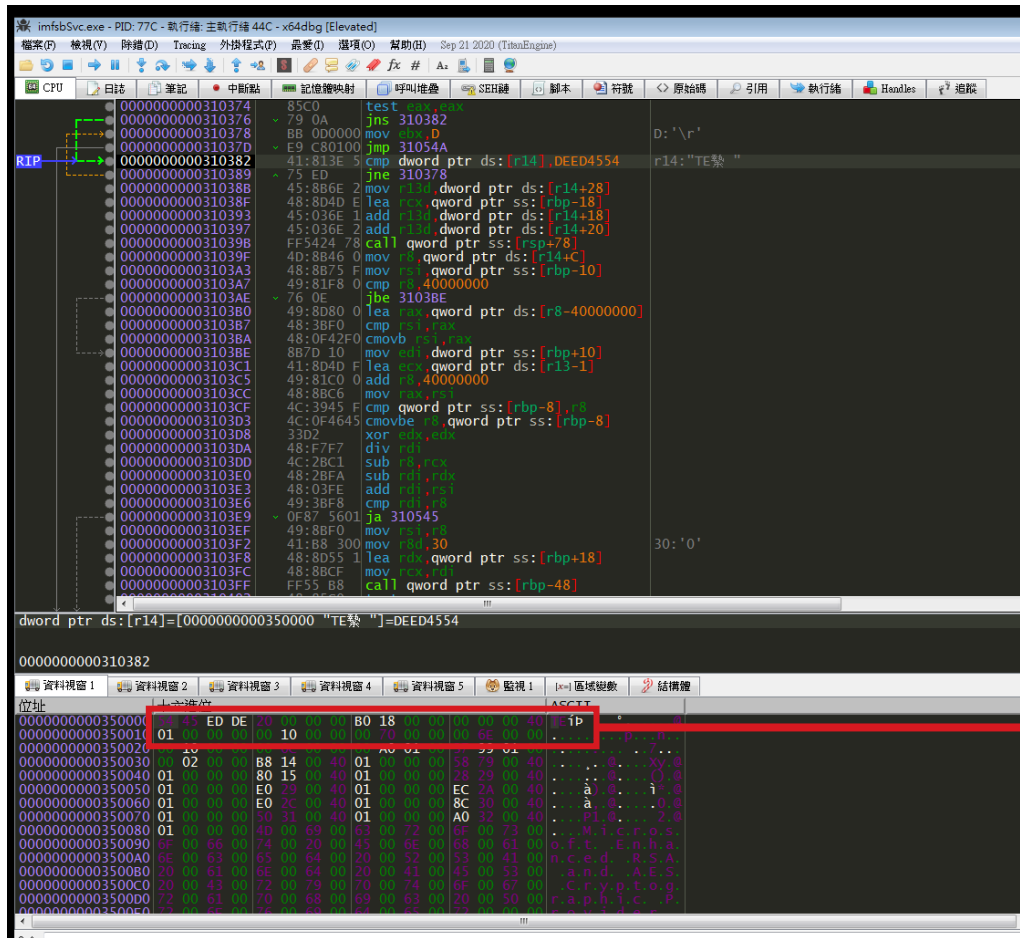 imfsbSvc.exe - PID: 77C - 執行緒: 主執行緒 44C - x64dbg [Elevated]
檔案(F) 檢視(V) 除錯(D) Tracing 外掛程式(P) 最愛(I) 選項(O) 幫助(H) Sep 21 2020 (TitanEngine)
CPU 日誌 筆記 中斷點 記憶體映射 呼叫堆疊 SEH鏈 腳本 符號 原始碼 引用 執行緒 Handles 追蹤
0000000000310374 85C0 test eax,eax
0000000000310376 79 0A jns 310382
0000000000310378 BB 0D0000 mov ebx,D D:'\r'
000000000031037D E9 C80100 jmp 31054A
RIP 0000000000310382 41:813E 5 cmp dword ptr ds:[r14],DEED4554 r14:"TE
0000000000310389 75 ED jne 310378
000000000031038B 45:8B6E 2 mov r13d,dword ptr ds:[r14+28]
000000000031038F 48:8D4D E lea rcx,qword ptr ss:[rbp-18]
0000000000310393 45:036E 1 add r13d,dword ptr ds:[r14+18]
0000000000310397 45:036E 2 add r13d,dword ptr ds:[r14+20]
000000000031039B FF5424 78 call qword ptr ss:[rsp+78]
000000000031039F 4D:8B46 0 mov r8,qword ptr ds:[r14+C]
00000000003103A3 48:8B75 F mov rsi,qword ptr ss:[rbp-10]
00000000003103A7 49:81F8 0 cmp r8,40000000
00000000003103AE 76 0E jbe 3103BE
00000000003103B0 49:8D80 0 lea rax,qword ptr ds:[r8-40000000]
00000000003103B7 48:3BF0 cmp rsi,rax
00000000003103BA 48:0F42F0 cmovb rsi,rax
00000000003103BE 8B7D 10 mov edi,dword ptr ss:[rbp+10]
00000000003103C1 41:8D4D F lea ecx,qword ptr ds:[r13-1]
00000000003103C5 49:81C0 0 add r8,40000000
00000000003103CC 48:8BC6 mov rax,rsi
00000000003103CF 4C:3945 F cmp qword ptr ss:[rbp-8],r8
00000000003103D3 4C:0F4645 cmovbe r8,qword ptr ss:[rbp-8]
00000000003103D8 33D2 xor edx,edx
00000000003103DA 48:F7F7 div rdi
00000000003103DD 4C:2BC1 sub r8,rcx
00000000003103E0 48:2BFA sub rdi,rdx
00000000003103E3 48:03FE add rdi,rsi
00000000003103E6 49:3BF8 cmp rdi,r8
00000000003103E9 0F87 5601 ja 310545
00000000003103EF 49:8BF0 mov rsi,r8
00000000003103F2 41:B8 300 mov r8d,30 30:'0'
00000000003103F8 48:8D55 1 lea rdx,qword ptr ss:[rbp+18]
00000000003103FC 48:8BCF mov rcx,rdi
00000000003103FF FF55 B8 call qword ptr ss:[rbp-48]
dword ptr ds:[r14]=[0000000000350000 "TE "]=DEED4554
0000000000310382
資料視窗 1 資料視窗 2 資料視窗 3 資料視窗 4 資料視窗 5 監視 1 [x=] 區域變數 結構體
位址 十六進位 ASCII
0000000000350000 54 45 ED DE 20 00 00 00 B0 18 00 00 00 00 00 40
0000000000350010 01 00 00 00 00 10 00 00 00 70 00 00 00 6E 00 00
0000000000350020
0000000000350030 00 02 00 00 B8 14 00 40 01 00 00 00 58 79 00 40
0000000000350040 01 00 00 00 80 15 00 40 01 00 00 00 28 29 00 40
0000000000350050 01 00 00 00 E0 29 00 40 01 00 00 00 EC 2A 00 40
0000000000350060 01 00 00 00 E0 2C 00 40 01 00 00 00 8C 30 00 40
0000000000350070 01 00 00 00 50 31 00 40 01 00 00 00 A0 32 00 40
0000000000350080 01 00 00 00 4D 00 69 00 63 00 72 00 6F 00 73 00 ....M.i.c.r.o.s.
0000000000350090 6F 00 66 00 74 00 20 00 45 00 6E 00 68 00 61 00 o.f.t. .E.n.h.a.
00000000003500A0 6E 00 63 00 65 00 64 00 20 00 52 00 53 00 41 00 n.c.e.d. .R.S.A.
00000000003500B0 20 00 61 00 6E 00 64 00 20 00 41 00 45 00 53 00 .a.n.d. .A.E.S.
00000000003500C0 20 00 43 00 72 00 79 00 70 00 74 00 6F 00 67 00 .C.r.y.p.t.o.g.
00000000003500D0 72 00 61 00 70 00 68 00 69 00 63 00 20 00 50 00 r.a.p.h.i.c. .P.